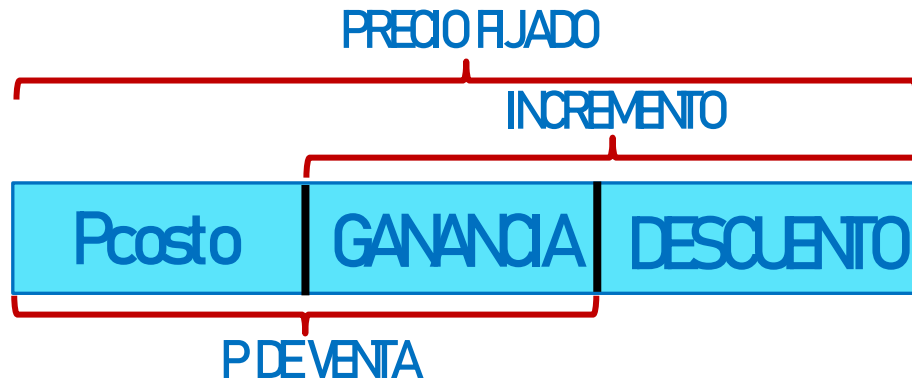 PRECIO FIJADO
INCREMENTO
Pcosto GANANCIA DESCUENTO
P DE VENTA